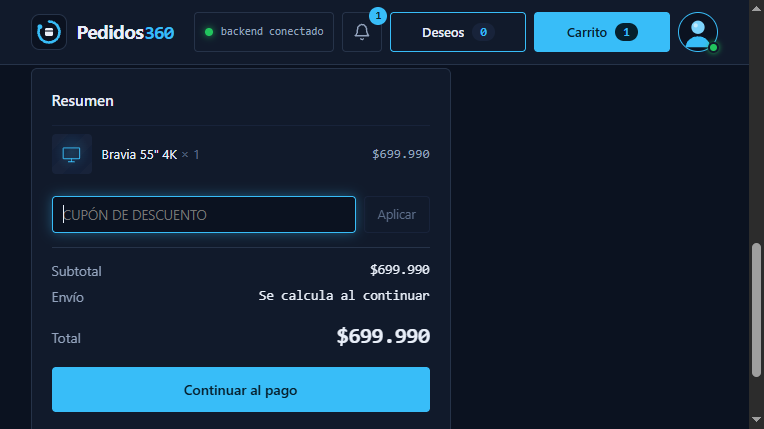 Pedidos360
backend conectado
1
Deseos 0
Carrito 1
Resumen
Bravia 55" 4K × 1 $699.990
CUPÓN DE DESCUENTO Aplicar
Subtotal $699.990
Envío Se calcula al continuar
Total $699.990
Continuar al pago